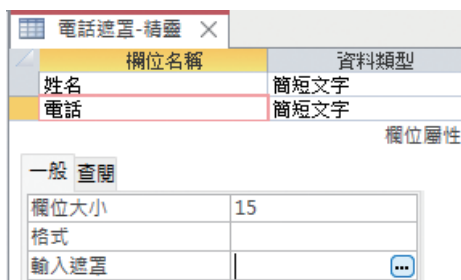 電話遮罩-精靈
欄位名稱 資料類型
姓名 簡短文字
電話 簡短文字
欄位屬性
一般 查閱
欄位大小 15
格式
輸入遮罩